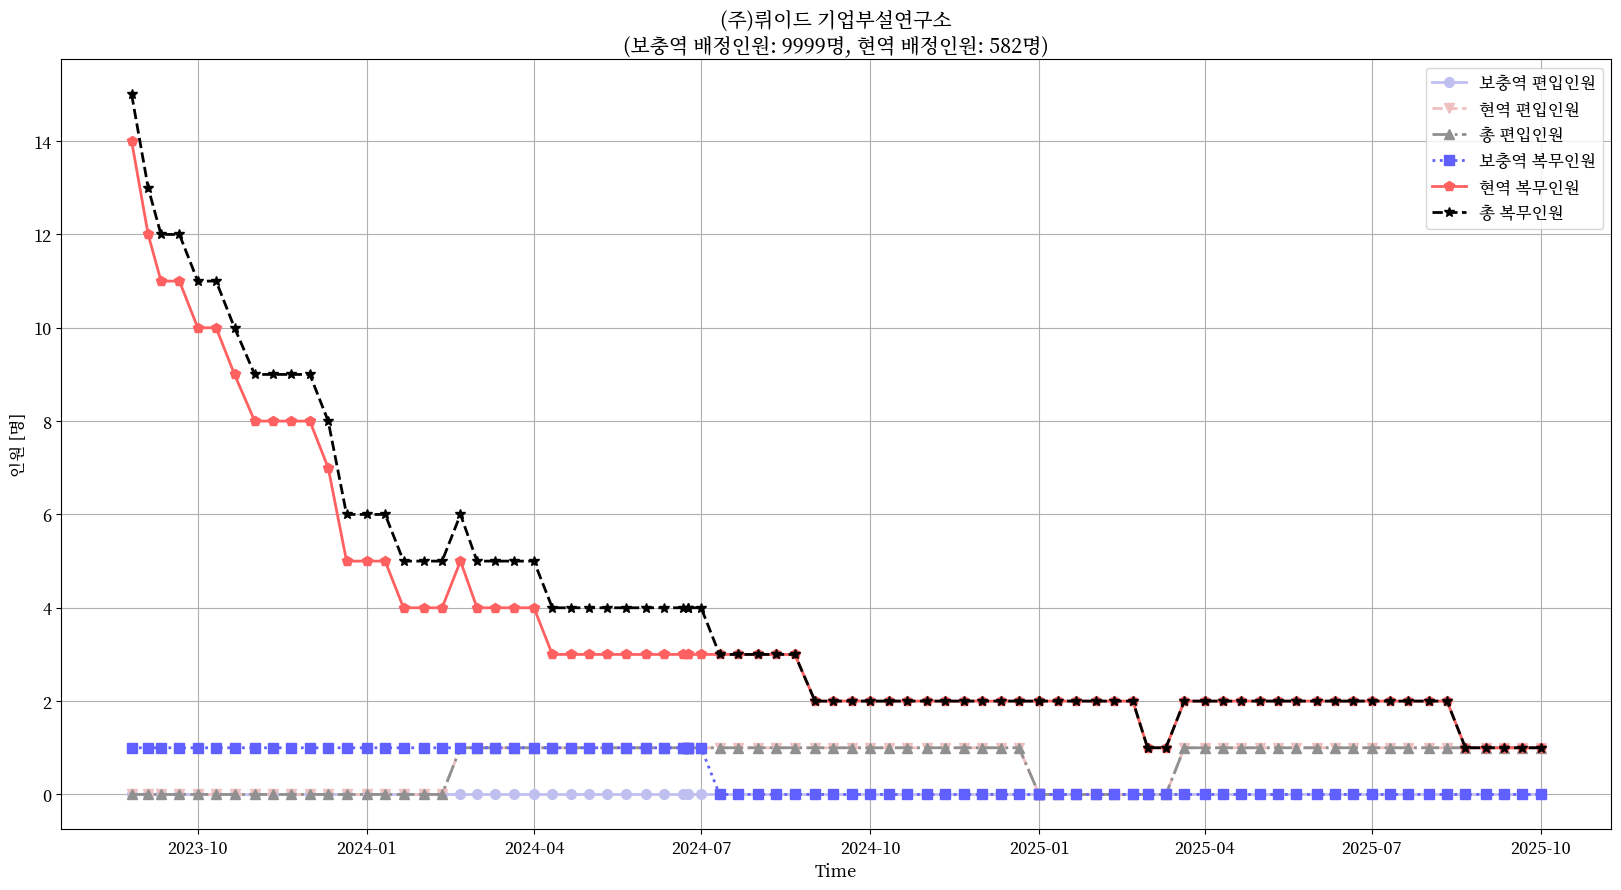 (주)뤼이드 기업부설연구소
(보충역 배정인원: 9999명, 현역 배정인원: 582명)
보충역 편입인원
현역 편입인원
총 편입인원
보충역 복무인원
현역 복무인원
총 복무인원
인원 [명]
14
12
10
8
6
4
2
0
2023-10
2024-01
2024-04
2024-07
2024-10
2025-01
2025-04
2025-07
2025-10
Time